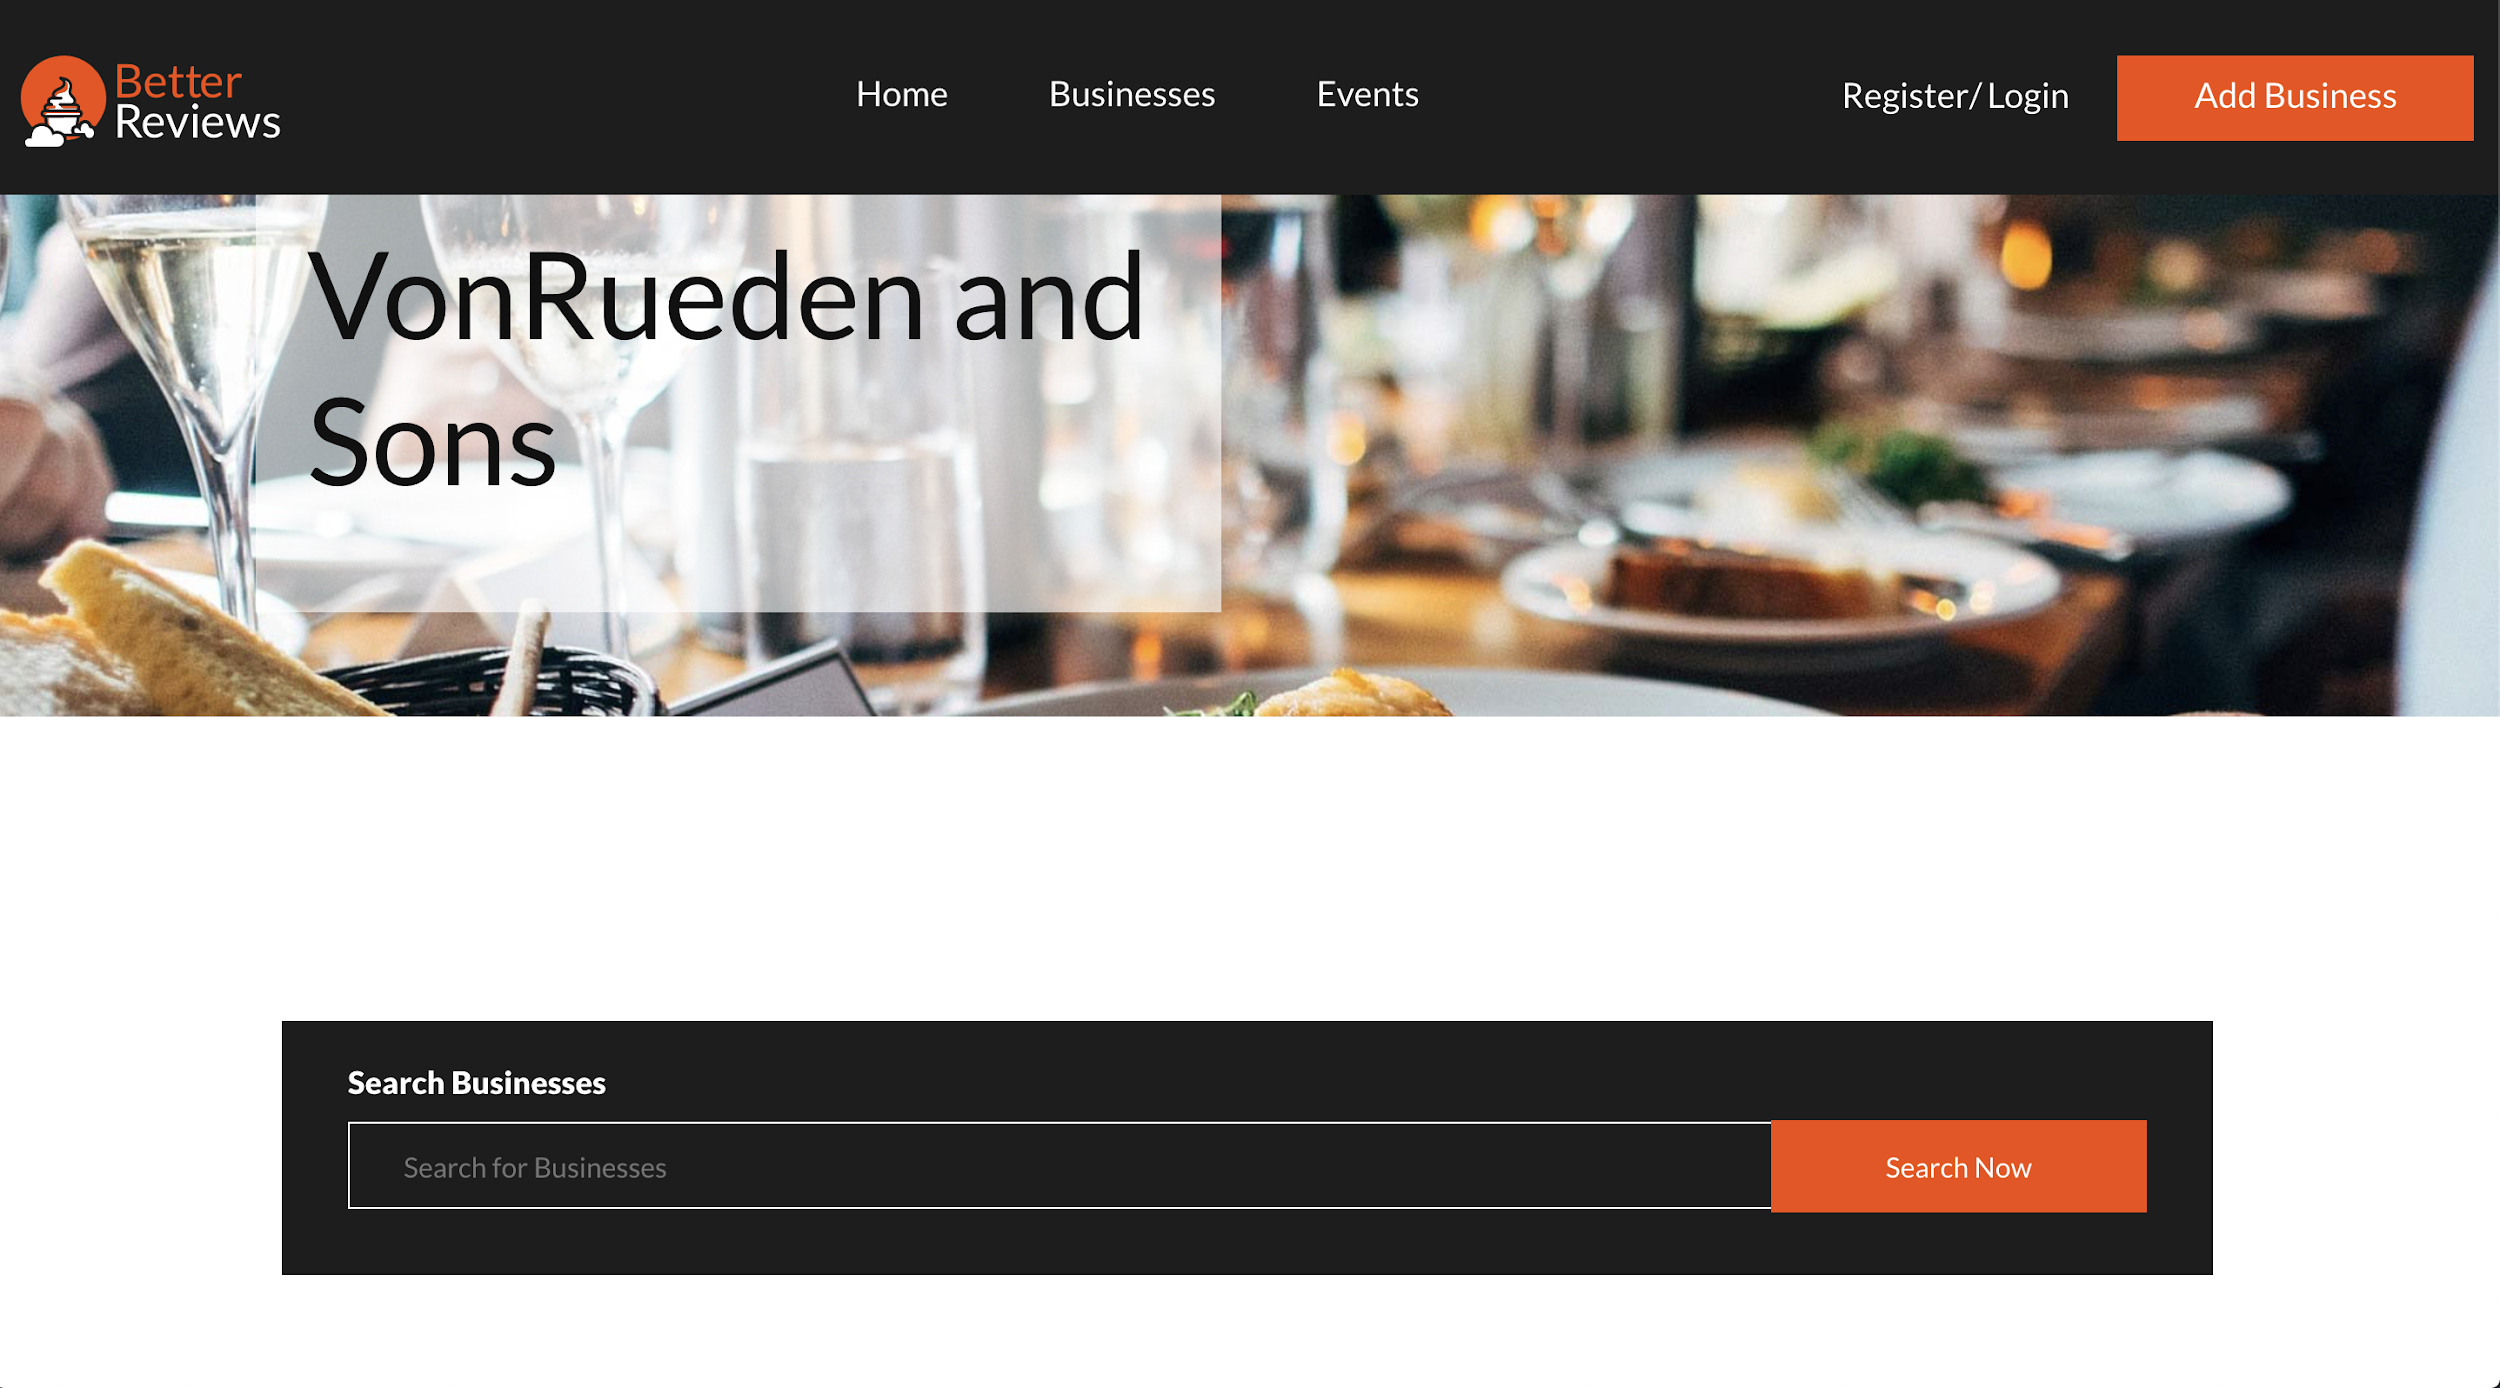 Better
Reviews
Home
Businesses
Events
Register/ Login
Add Business
VonRueden and
Sons
Search Businesses
Search for Businesses
Search Now